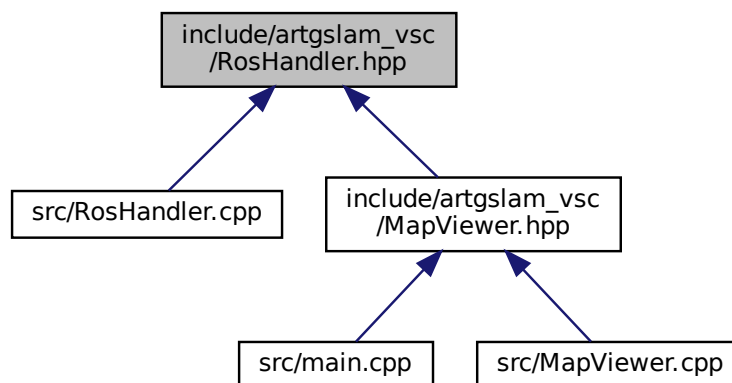 include/artgslam_vsc
/RosHandler.hpp
src/RosHandler.cpp
include/artgslam_vsc
/MapViewer.hpp
src/main.cpp
src/MapViewer.cpp